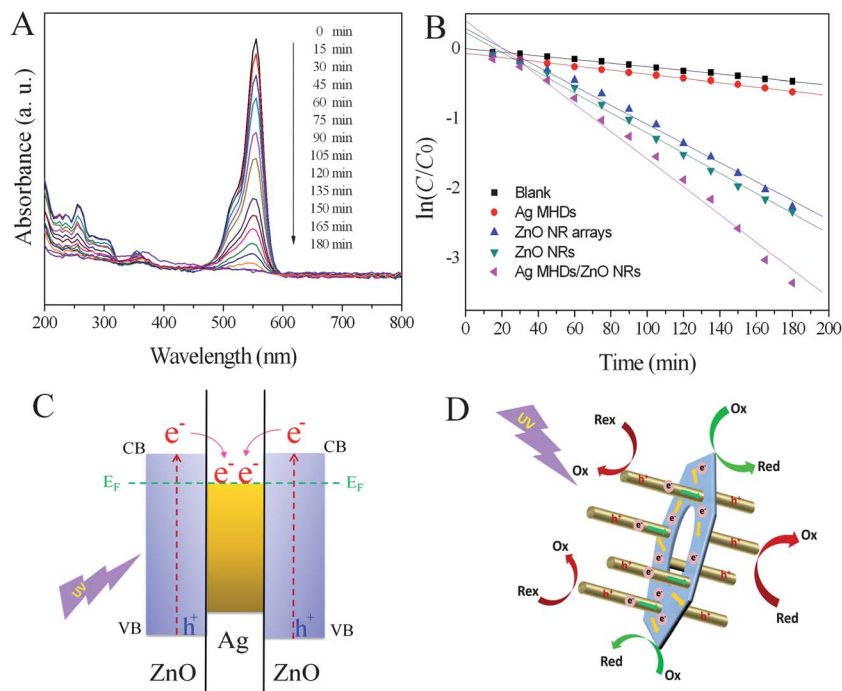 A
Absorbance (a. u.)
0 min
15 min
30 min
45 min
60 min
75 min
90 min
105 min
120 min
135 min
150 min
165 min
180 min
200 300 400 500 600 700 800
Wavelength (nm)
B
ln(C/C0)
0
-1
-2
-3
Blank
Ag MHDs
ZnO NR arrays
ZnO NRs
Ag MHDs/ZnO NRs
0 20 40 60 80 100 120 140 160 180 200
Time (min)
C
e- e-
CB e- e- CB
EF EF
UV
VB h+ h+ VB
Ag
ZnO ZnO
D
UV
Rex Ox
Ox Red
h+ e- h+
e- e-
h+ e-
Ox e- h+ Ox
h+ e- h+
e- e-
Rex h+ e- h+ Red
e-
Red Ox